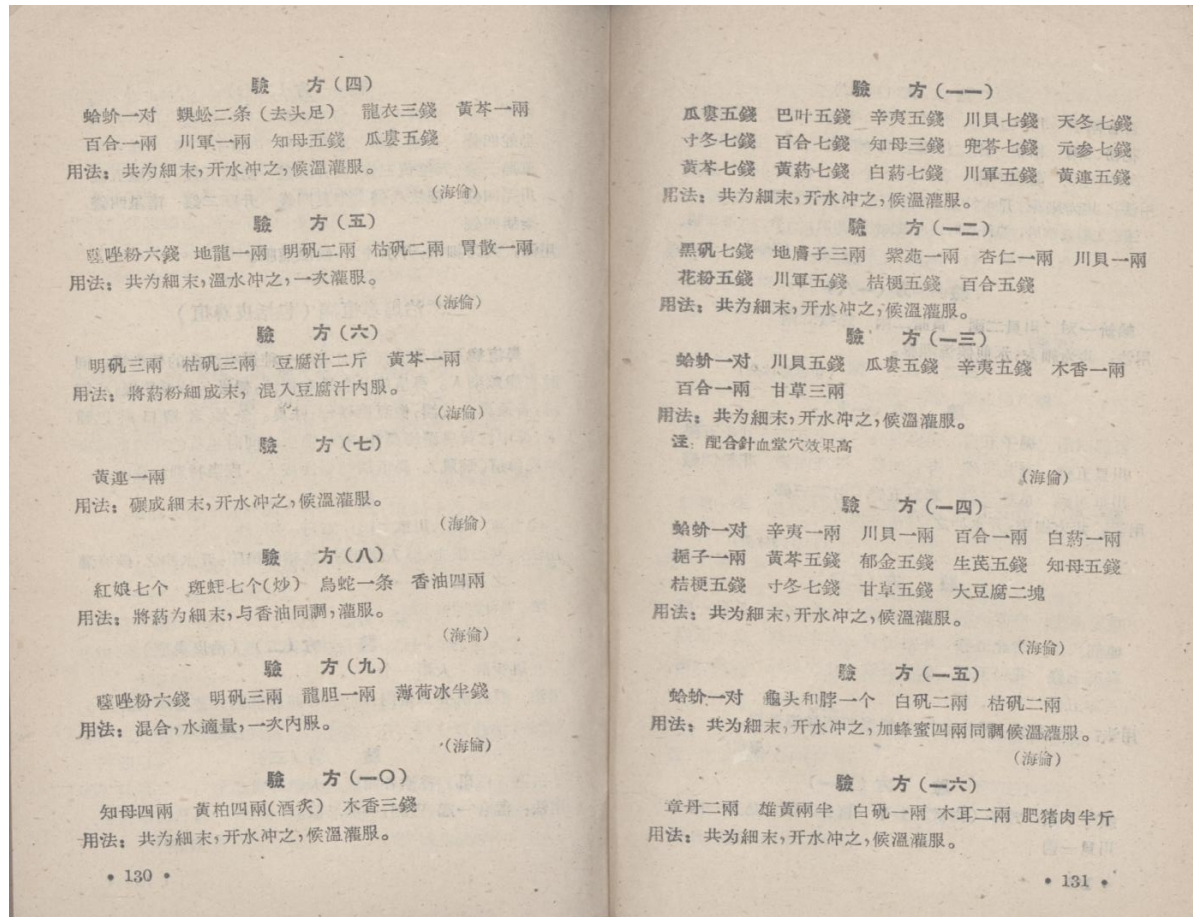 驗 方(四)
蛤蚧一对 蜈蚣二条(去头足) 龍衣三錢 黃芩一兩
百合一兩 川軍一兩 知母五錢 瓜蔞五錢
用法：共为細末,开水冲之,候溫灌服。
(海倫)
驗 方(五)
噻唑粉六錢 地龍一兩 明矾二兩 枯矾二兩 胃散一兩
用法：共为細末,溫水冲之,一次灌服。
(海倫)
驗 方(六)
明矾三兩 枯矾三兩 豆腐汁二斤 黃芩一兩
用法：將葯粉細成末, 混入豆腐汁內服。
(海倫)
驗 方(七)
黃連一兩
用法：碾成細末,开水冲之,候溫灌服。
(海倫)
驗 方(八)
紅娘七个 斑蚝七个(炒) 烏蛇一条 香油四兩
用法：將葯为細末,与香油同調,灌服。
(海倫)
驗 方(九)
噻唑粉六錢 明矾三兩 龍胆一兩 薄荷冰半錢
用法：混合,水適量,一次內服。
(海倫)
驗 方(一〇)
知母四兩 黃柏四兩(酒炙) 木香三錢
用法：共为細末,开水冲之,候溫灌服。
• 130 •
驗 方(一一)
瓜蔞五錢 巴叶五錢 辛夷五錢 川貝七錢 天冬七錢
寸冬七錢 百合七錢 知母三錢 兜苓七錢 元参七錢
黃芩七錢 黃葯七錢 白葯七錢 川軍五錢 黃連五錢
用法：共为細末,开水冲之,候溫灌服。
驗 方(一二)
黑矾七錢 地膚子三兩 紫菀一兩 杏仁一兩 川貝一兩
花粉五錢 川軍五錢 桔梗五錢 百合五錢
用法：共为細末,开水冲之,候溫灌服。
驗 方(一三)
蛤蚧一对 川貝五錢 瓜蔞五錢 辛夷五錢 木香一兩
百合一兩 甘草三兩
用法：共为細末,开水冲之,候溫灌服。
注：配合針血堂穴效果高
(海倫)
驗 方(一四)
蛤蚧一对 辛夷一兩 川貝一兩 百合一兩 白葯一兩
梔子一兩 黃芩五錢 郁金五錢 生芪五錢 知母五錢
桔梗五錢 寸冬七錢 甘草五錢 大豆腐二塊
用法：共为細末,开水冲之,候溫灌服。
(海倫)
驗 方(一五)
蛤蚧一对 龜头和脖一个 白矾二兩 枯矾二兩
用法：共为細末,开水冲之,加蜂蜜四兩同調候溫灌服。
(海倫)
驗 方(一六)
章丹二兩 雄黃兩半 白矾一兩 木耳二兩 肥猪肉半斤
用法：共为細末,开水冲之,候溫灌服。
• 131 •